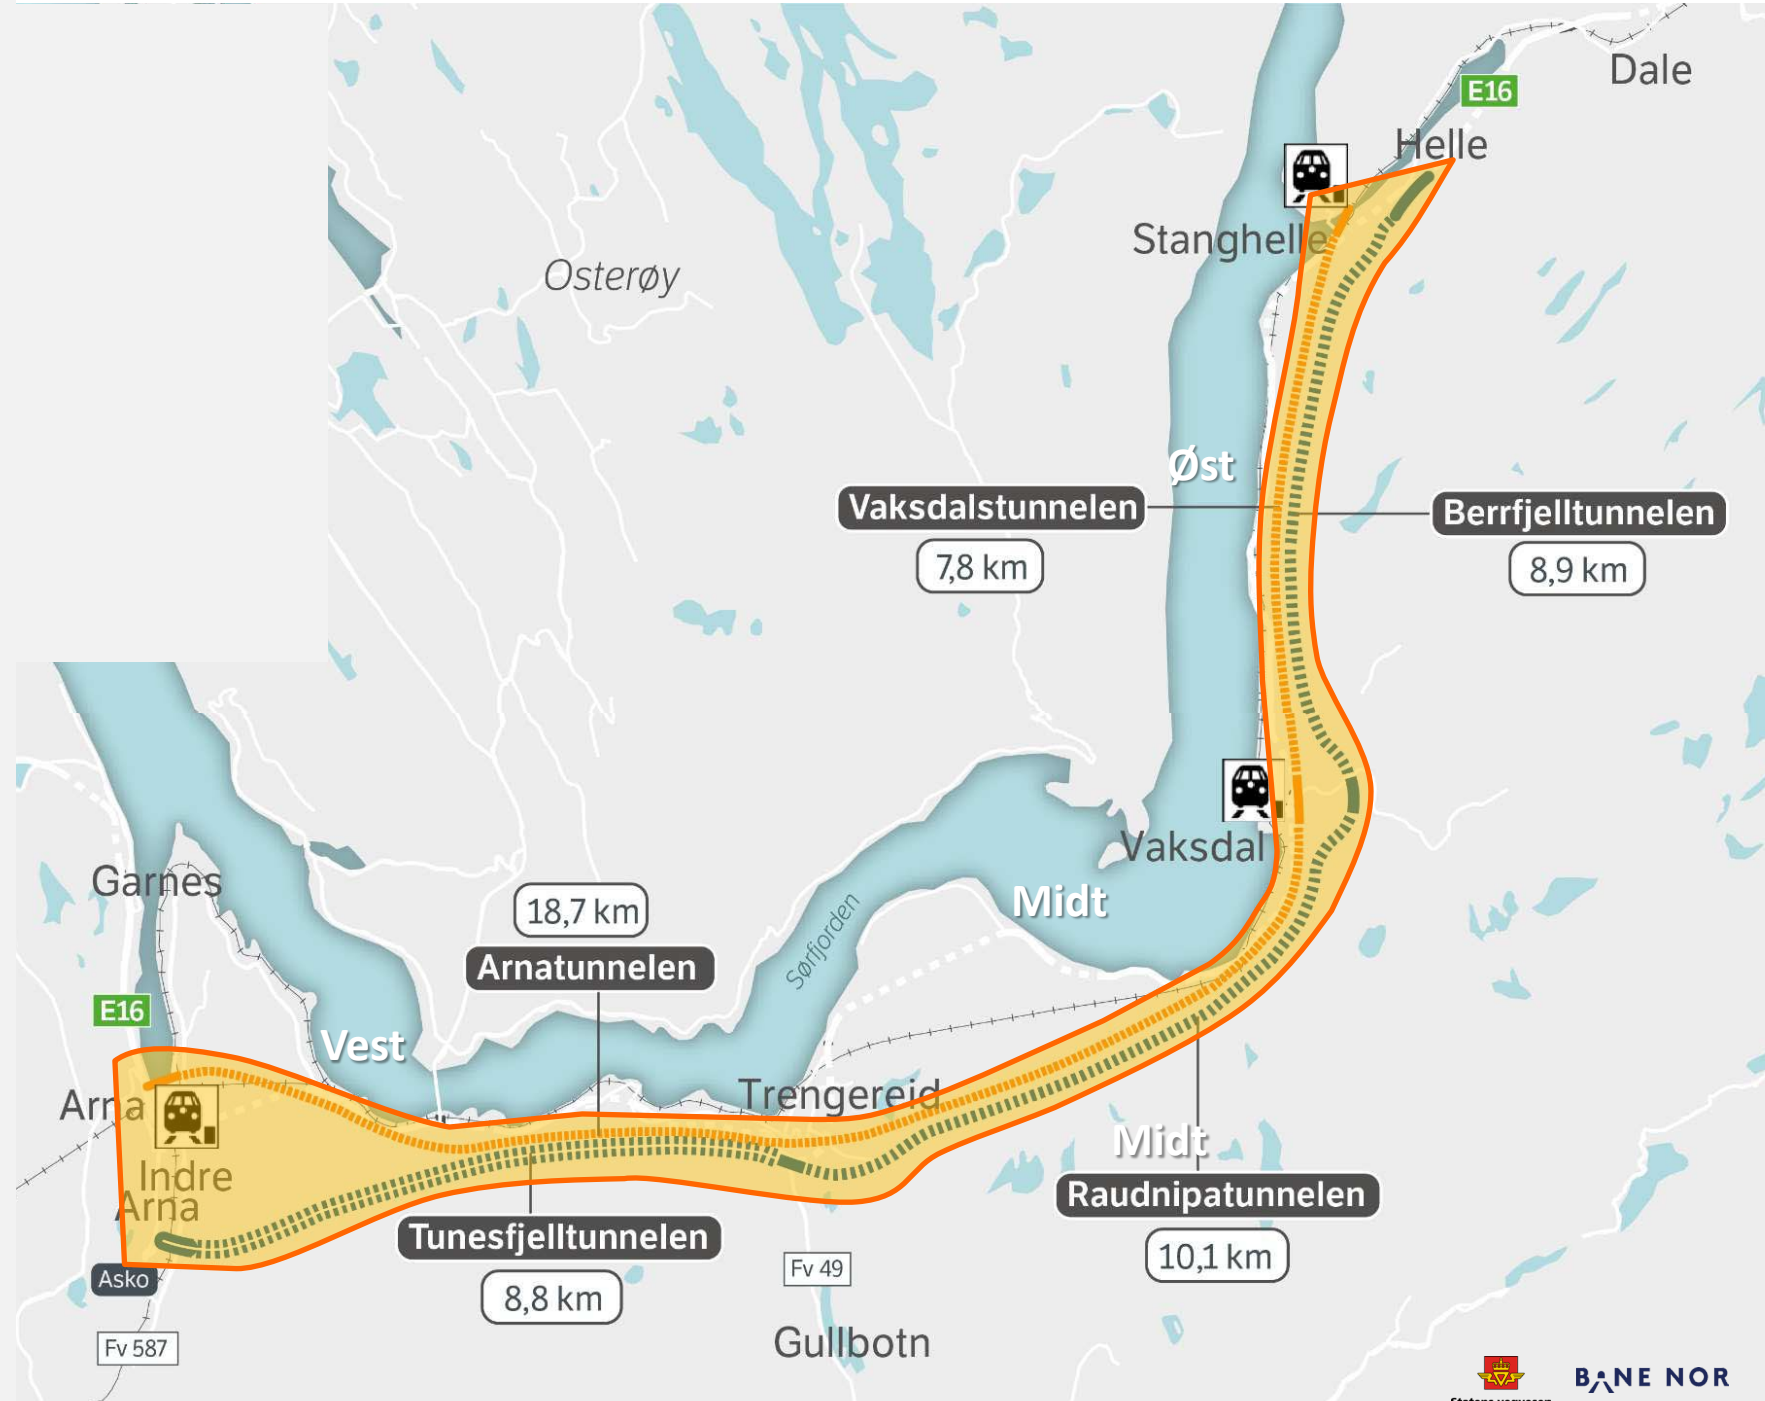 Dale
E16
Helle
Stanghelle
Osterøy
Øst
Vaksdalstunnelen
7,8 km
Berrfjelltunnelen
8,9 km
Vaksdal
Garnes
18,7 km
Arnatunnelen
Sørfjorden
Midt
E16
Vest
Arna
Trengereid
Midt
Indre
Arna
Raudnipatunnelen
10,1 km
Tunesfjelltunnelen
8,8 km
Asko
Fv 49
Fv 587
Gullbotn
BANE NOR
Statens vegvesen